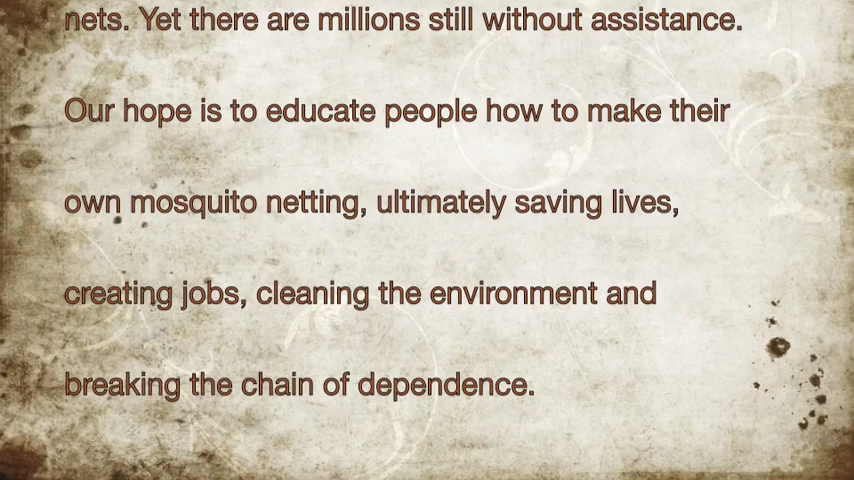 nets. Yet there are millions still without assistance.
Our hope is to educate people how to make their
own mosquito netting, ultimately saving lives,
creating jobs, cleaning the environment and
breaking the chain of dependence.